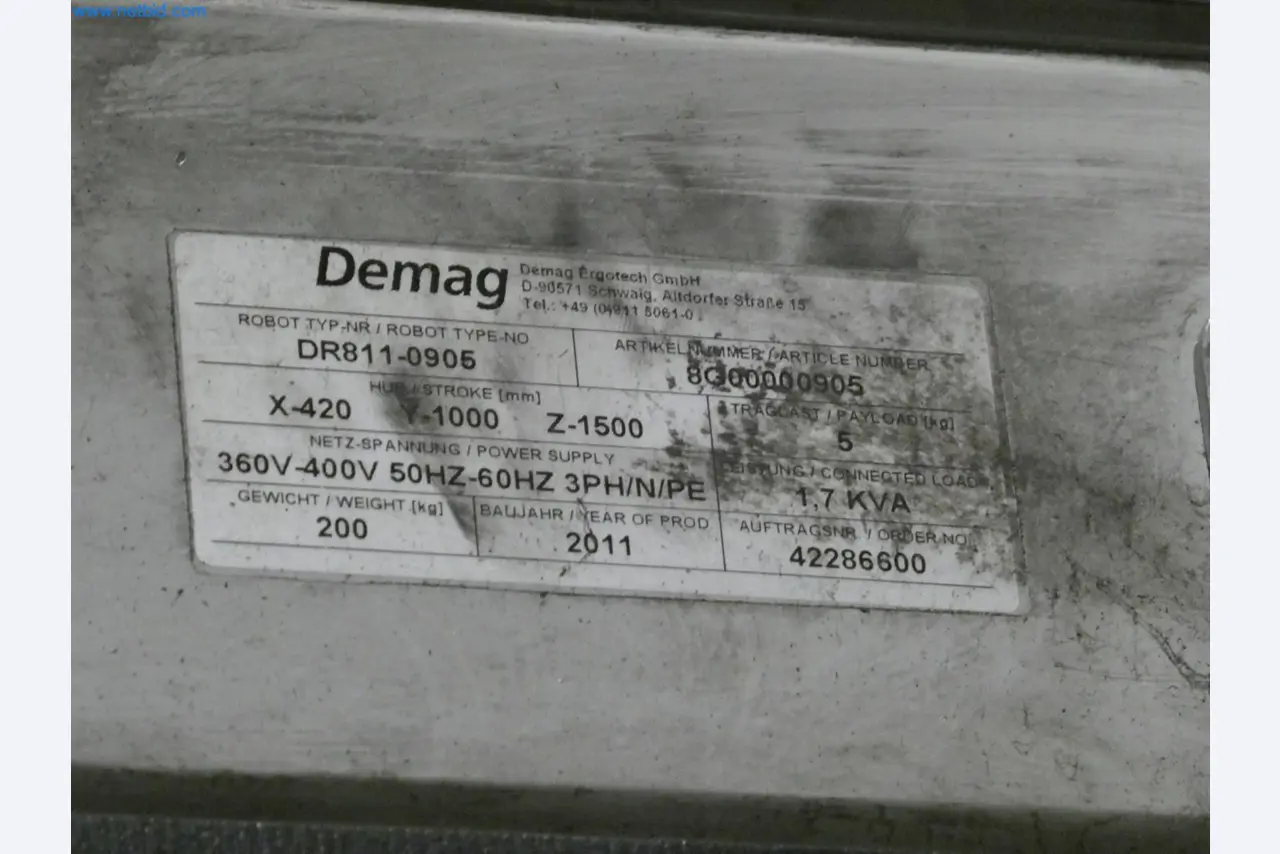 www.netbid.com
Demag
Demag Ergotech GmbH
D-90571 Schwaig, Altdorfer Straße 15
Tel.: +49 (0)911 5061-0
ROBOT TYP-NR / ROBOT TYPE-NO
DR811-0905
ARTIKELNUMMER / ARTICLE NUMBER
8G00000905
HUB / STROKE [mm]
X-420 Y-1000 Z-1500
TRAGLAST / PAYLOAD [kg]
5
NETZ-SPANNUNG / POWER SUPPLY
360V-400V 50HZ-60HZ 3PH/N/PE
LEISTUNG / CONNECTED LOAD
1,7 KVA
GEWICHT / WEIGHT [kg]
200
BAUJAHR / YEAR OF PROD
2011
AUFTRAGSNR / ORDER NO.
42286600